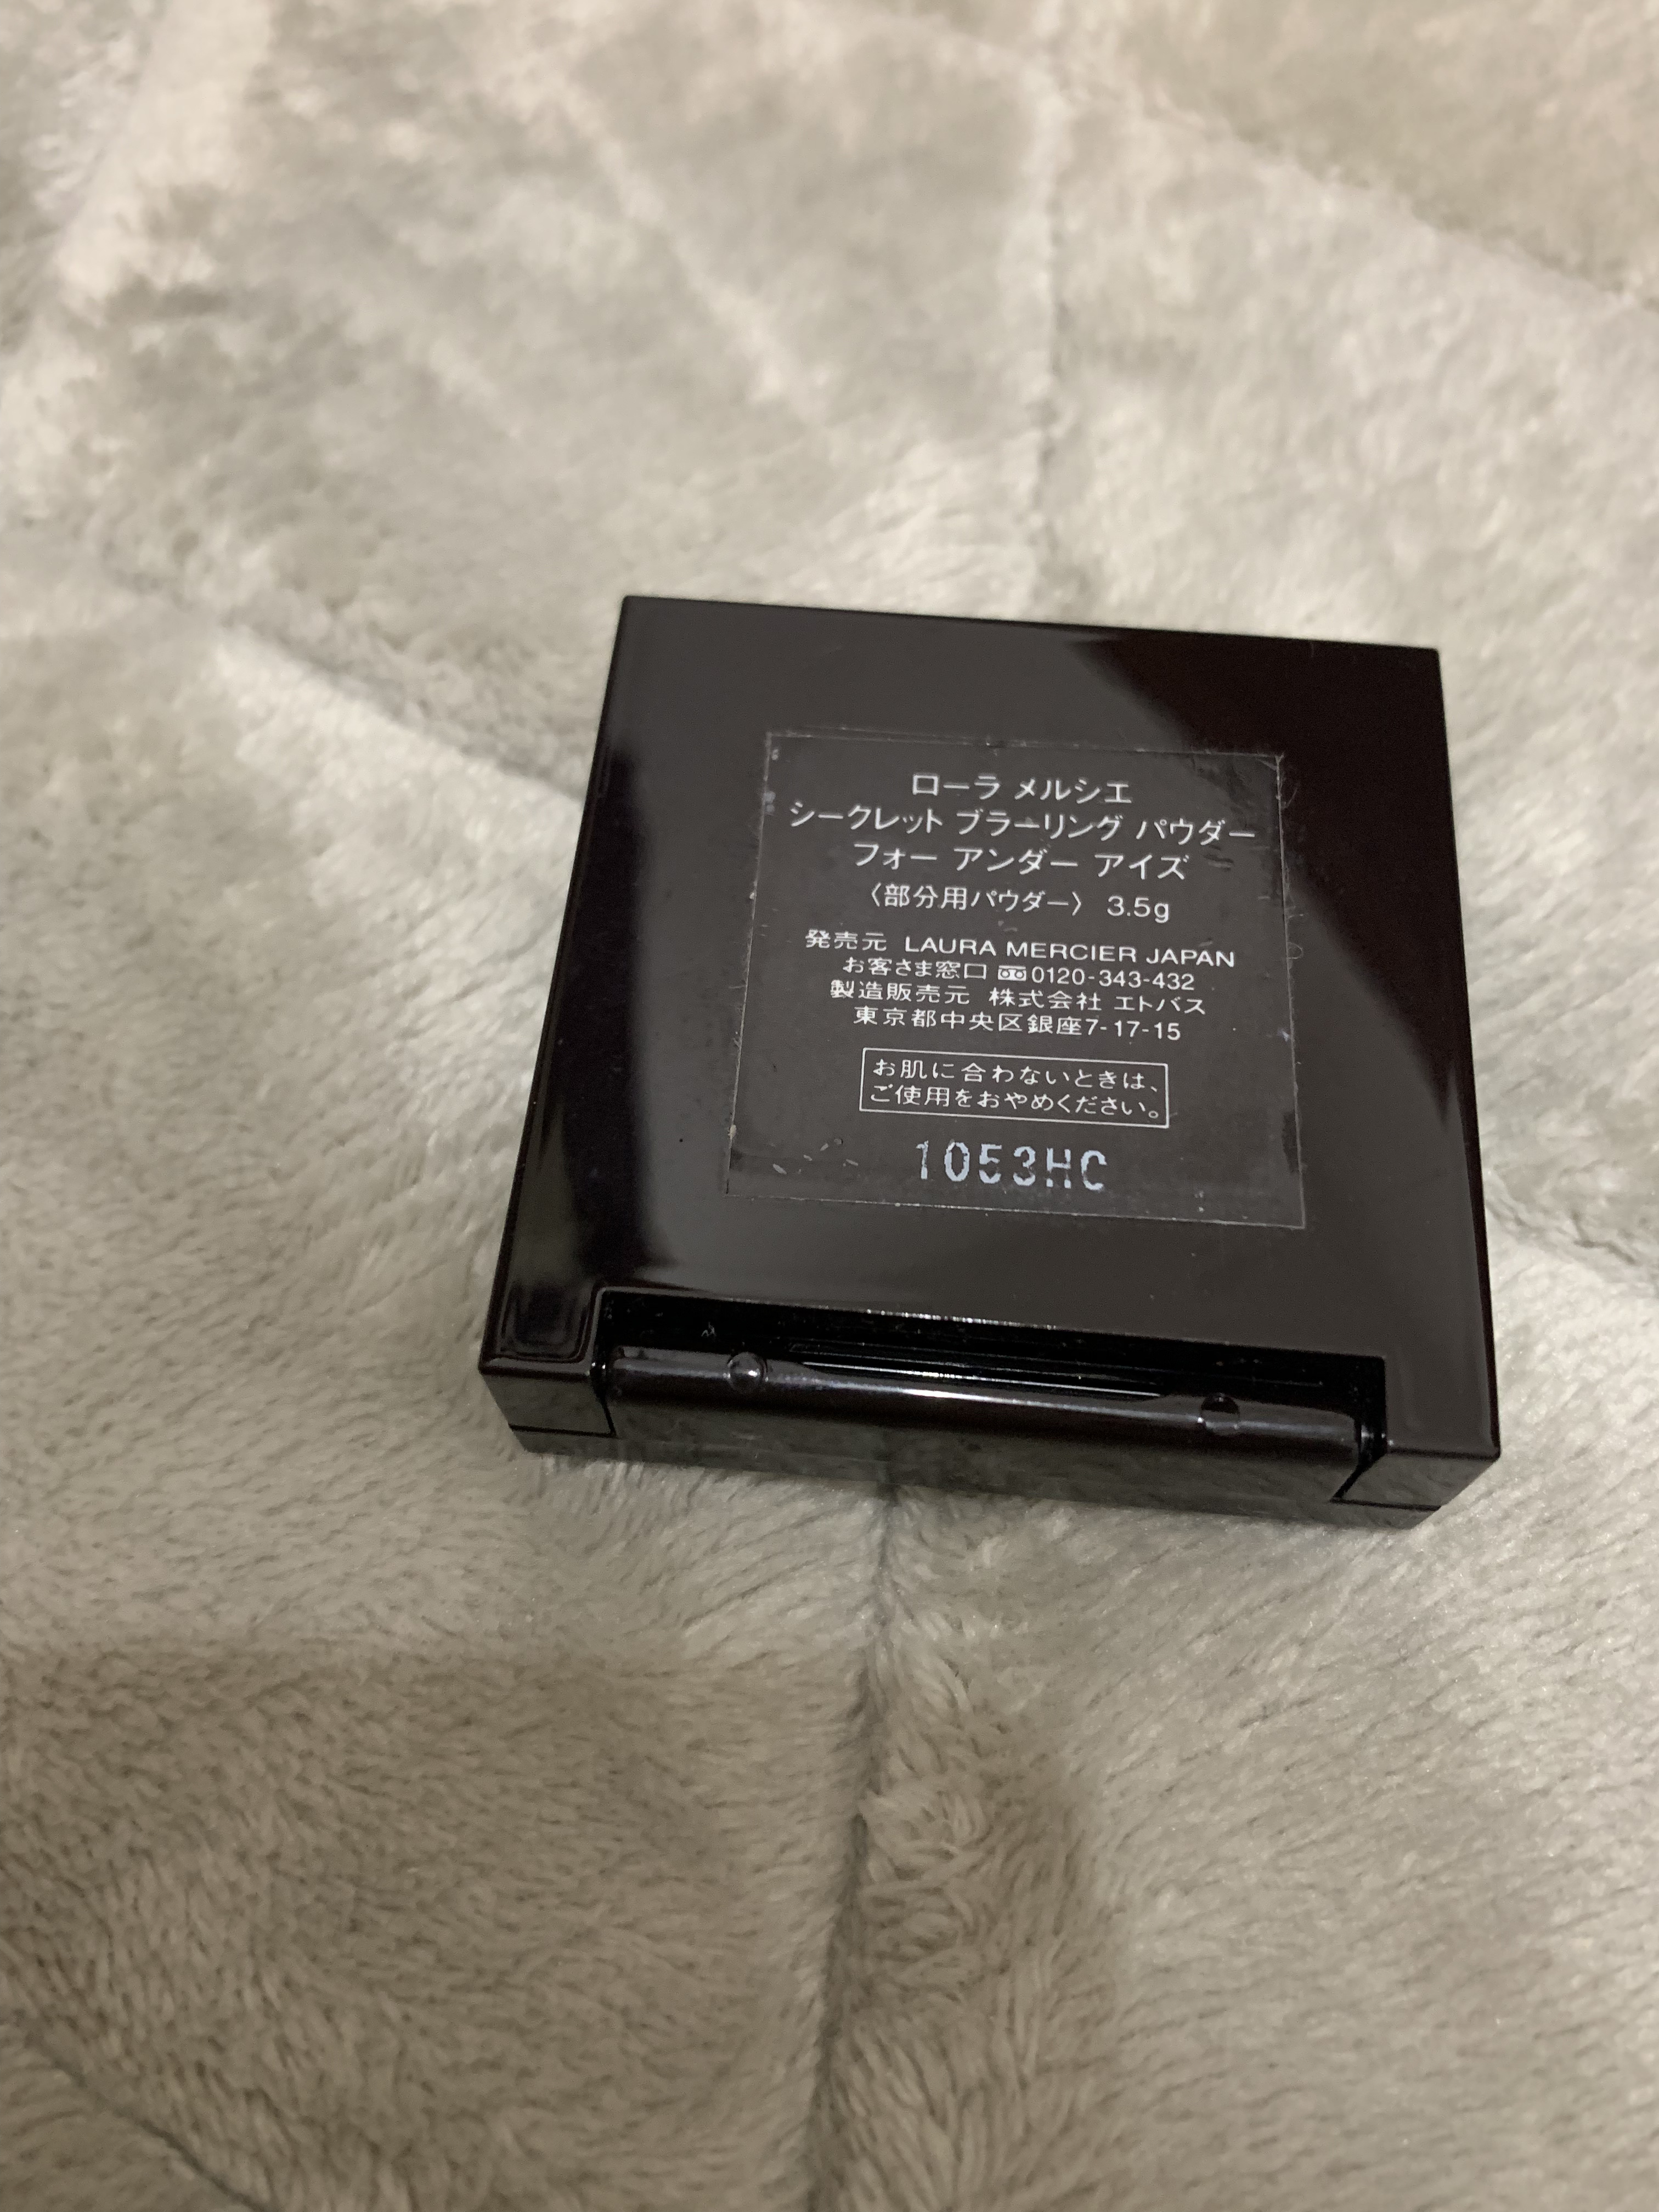 ローラ メルシエ
シークレット ブラーリング パウダー
フォー アンダー アイズ
〈部分用パウダー〉 3.5g
発売元 LAURA MERCIER JAPAN
お客さま窓口 0120-343-432
製造販売元 株式会社 エトバス
東京都中央区銀座7-17-15
お肌に合わないときは、
ご使用をおやめください。
1053HC